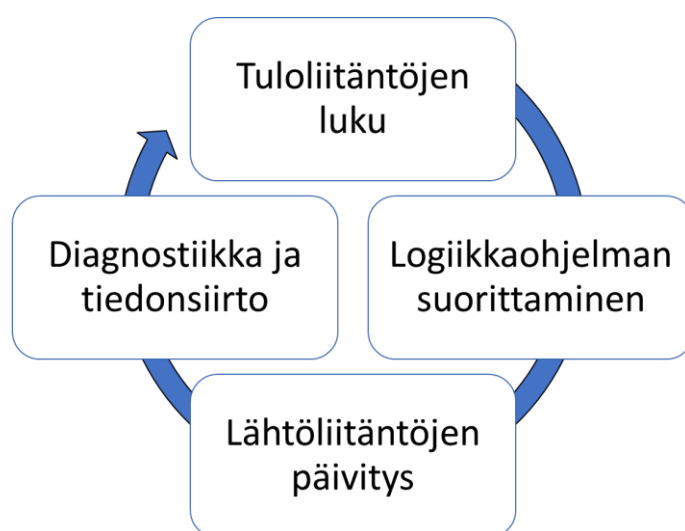 Tuloliitäntöjen
luku
Logiikkaohjelman
suorittaminen
Lähtöliitäntöjen
päivitys
Diagnostiikka ja
tiedonsiirto